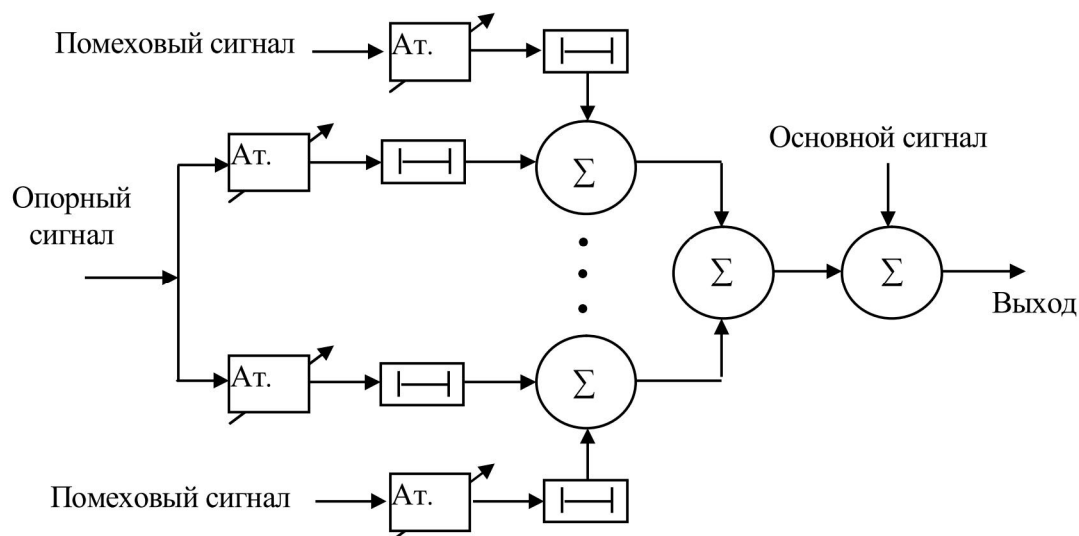 Помеховый сигнал
Ат.
Ат.
Σ
Основной сигнал
Опорный
сигнал
Σ
Σ
Выход
Ат.
Σ
Помеховый сигнал
Ат.